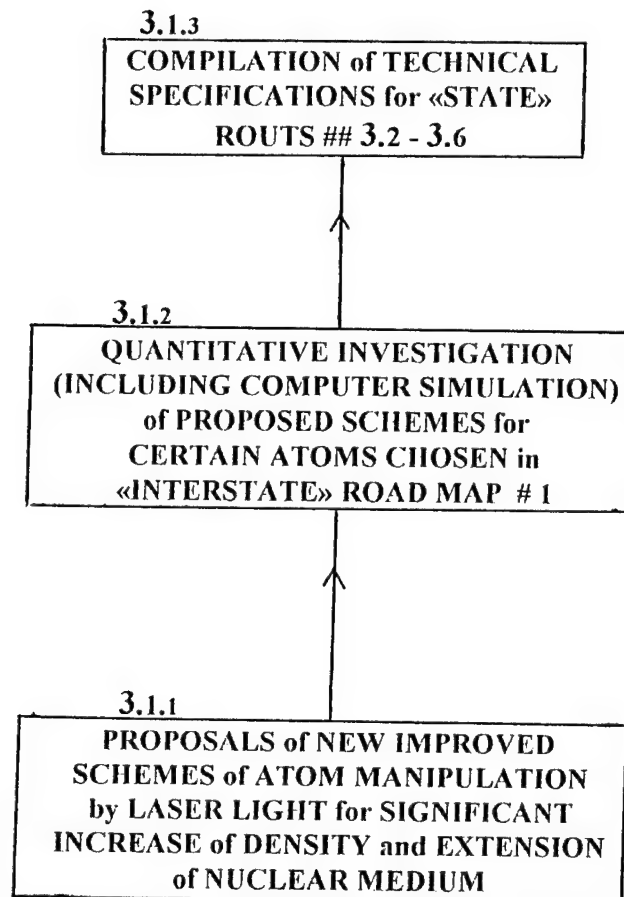 3.1.3
COMPILATION of TECHNICAL
SPECIFICATIONS for «STATE»
ROUTS ## 3.2 - 3.6
3.1.2
QUANTITATIVE INVESTIGATION
(INCLUDING COMPUTER SIMULATION)
of PROPOSED SCHEMES for
CERTAIN ATOMS CHOSEN in
«INTERSTATE» ROAD MAP # 1
3.1.1
PROPOSALS of NEW IMPROVED
SCHEMES of ATOM MANIPULATION
by LASER LIGHT for SIGNIFICANT
INCREASE of DENSITY and EXTENSION
of NUCLEAR MEDIUM